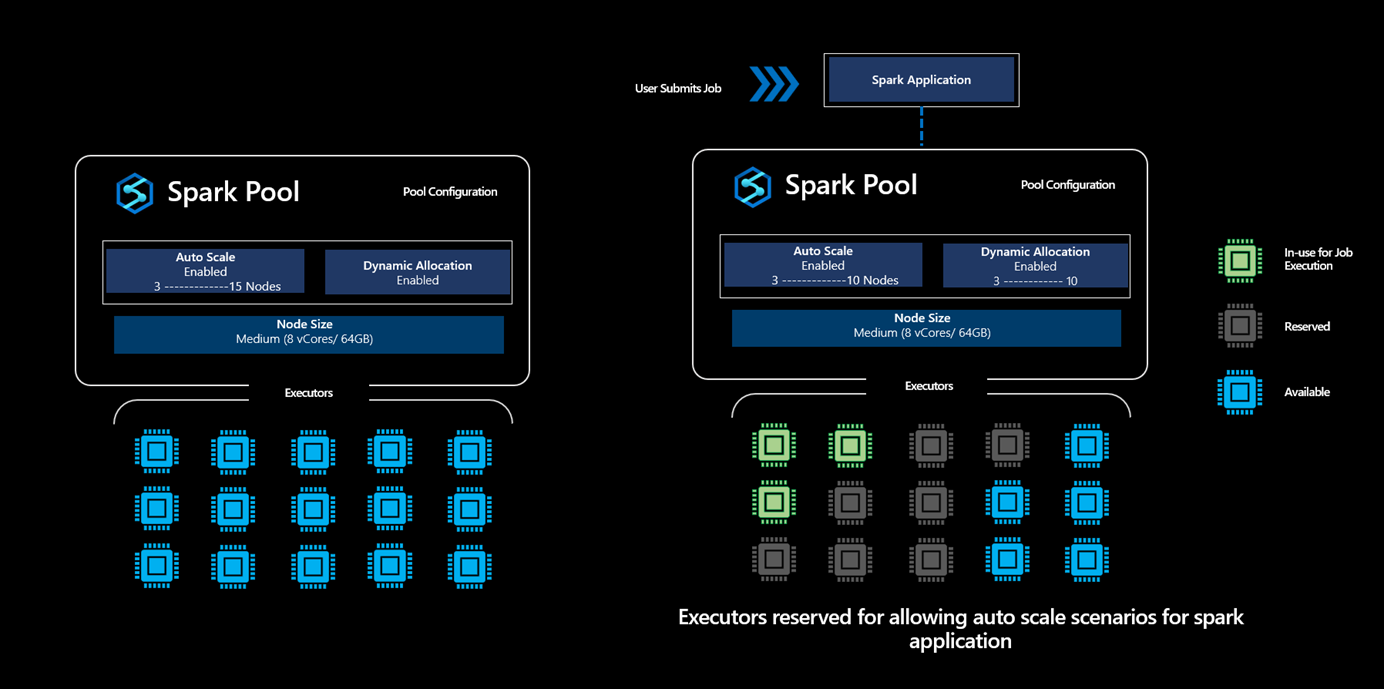 User Submits Job
Spark Application
Spark Pool
Pool Configuration
Auto Scale
Enabled
3 -------------15 Nodes
Dynamic Allocation
Enabled
Node Size
Medium (8 vCores/ 64GB)
Executors
Spark Pool
Pool Configuration
Auto Scale
Enabled
3 -------------10 Nodes
Dynamic Allocation
Enabled
3 ------------ 10
Node Size
Medium (8 vCores/ 64GB)
Executors
In-use for Job
Execution
Reserved
Available
Executors reserved for allowing auto scale scenarios for spark
application